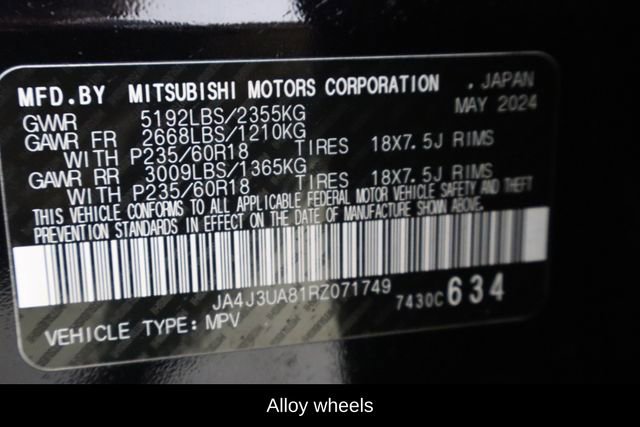 MFD.BY MITSUBISHI MOTORS CORPORATION , JAPAN
GVWR 5192LBS/2355KG MAY 2024
GAWR FR 2668LBS/1210KG
WITH P235/60R18 TIRES 18X7.5J RIMS
GAWR RR 3009LBS/1365KG
WITH P235/60R18 TIRES 18X7.5J RIMS
THIS VEHICLE CONFORMS TO ALL APPLICABLE FEDERAL MOTOR VEHICLE SAFETY AND THEFT
PREVENTION STANDARDS IN EFFECT ON THE DATE OF MANUFACTURE SHOWN ABOVE.
JA4J3UA81RZ071749
7430C634
VEHICLE TYPE: MPV
Alloy wheels